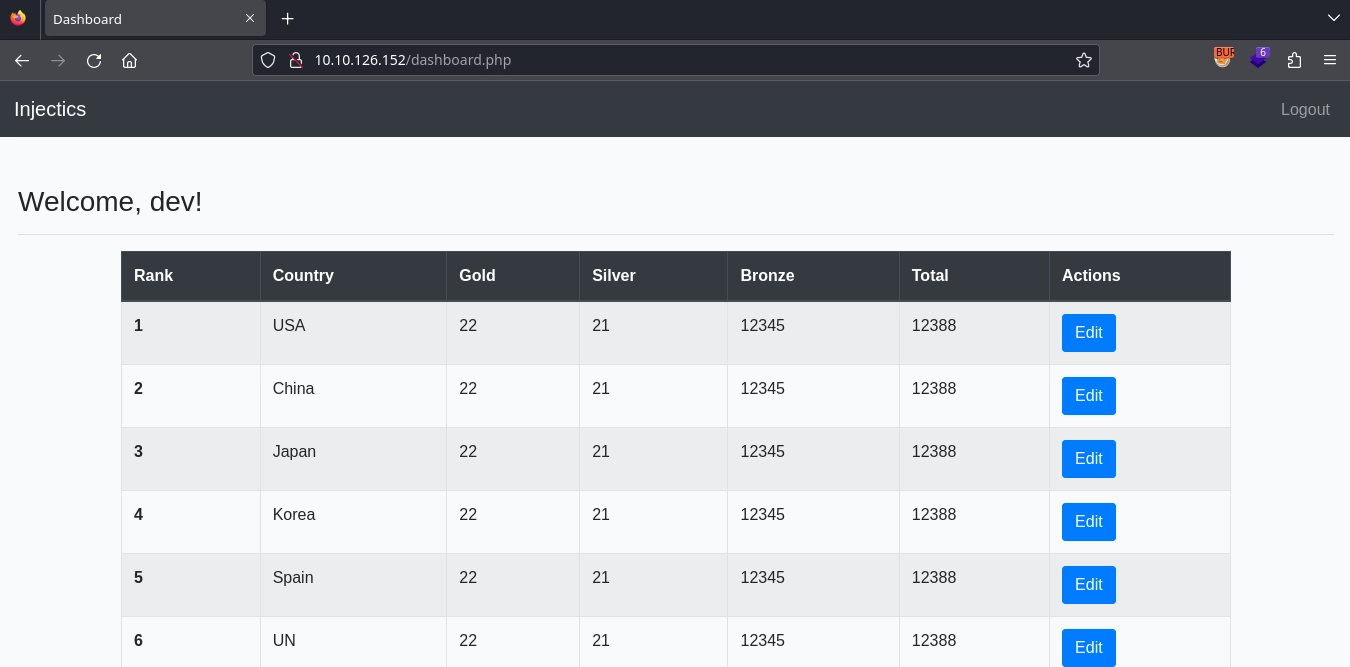 Dashboard
10.10.126.152/dashboard.php
BUR
6
Injectics
Logout
Welcome, dev!
Rank Country Gold Silver Bronze Total Actions
1 USA 22 21 12345 12388 Edit
2 China 22 21 12345 12388 Edit
3 Japan 22 21 12345 12388 Edit
4 Korea 22 21 12345 12388 Edit
5 Spain 22 21 12345 12388 Edit
6 UN 22 21 12345 12388 Edit